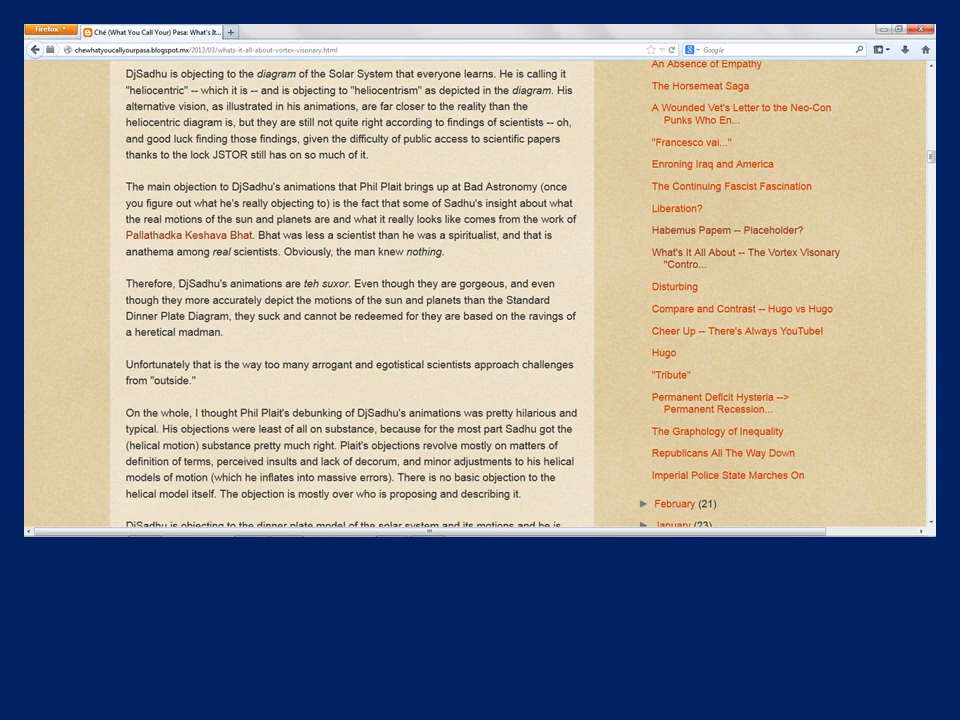 Firefox
Ché (What You Call Your) Pasa: What's It...
chewhatyoucallyourpasa.blogspot.mx/2013/03/whats-it-all-about-vortex-visonary.html
Google
DjSadhu is objecting to the diagram of the Solar System that everyone learns. He is calling it
"heliocentric" -- which it is -- and is objecting to "heliocentrism" as depicted in the diagram. His
alternative vision, as illustrated in his animations, are far closer to the reality than the
heliocentric diagram is, but they are still not quite right according to findings of scientists -- oh,
and good luck finding those findings, given the difficulty of public access to scientific papers
thanks to the lock JSTOR still has on so much of it.
The main objection to DjSadhu's animations that Phil Plait brings up at Bad Astronomy (once
you figure out what he's really objecting to) is the fact that some of Sadhu's insight about what
the real motions of the sun and planets are and what it really looks like comes from the work of
Pallathadka Keshava Bhat. Bhat was less a scientist than he was a spiritualist, and that is
anathema among real scientists. Obviously, the man knew nothing.
Therefore, DjSadhu's animations are teh suxor. Even though they are gorgeous, and even
though they more accurately depict the motions of the sun and planets than the Standard
Dinner Plate Diagram, they suck and cannot be redeemed for they are based on the ravings of
a heretical madman.
Unfortunately that is the way too many arrogant and egotistical scientists approach challenges
from "outside."
On the whole, I thought Phil Plait's debunking of DjSadhu's animations was pretty hilarious and
typical. His objections were least of all on substance, because for the most part Sadhu got the
(helical motion) substance pretty much right. Plait's objections revolve mostly on matters of
definition of terms, perceived insults and lack of decorum, and minor adjustments to his helical
models of motion (which he inflates into massive errors). There is no basic objection to the
helical model itself. The objection is mostly over who is proposing and describing it.
DjSadhu is objecting to the dinner plate model of the solar system and its motions and he is
An Absence of Empathy
The Horsemeat Saga
A Wounded Vet's Letter to the Neo-Con
Punks Who En...
"Francesco vai..."
Enroning Iraq and America
The Continuing Fascist Fascination
Liberation?
Habemus Papem -- Placeholder?
What's It All About -- The Vortex Visonary
"Contro...
Disturbing
Compare and Contrast -- Hugo vs Hugo
Cheer Up -- There's Always YouTube!
Hugo
"Tribute"
Permanent Deficit Hysteria -->
Permanent Recession...
The Graphology of Inequality
Republicans All The Way Down
Imperial Police State Marches On
► February (21)
► January (23)